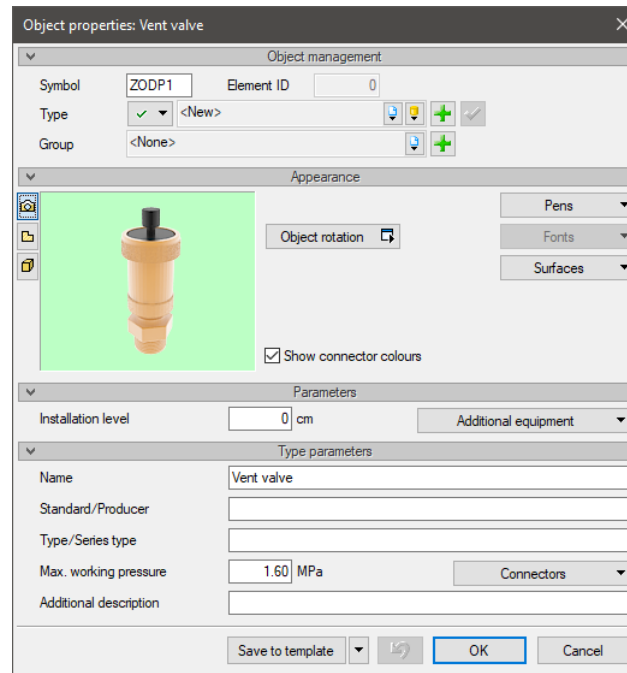 Object properties: Vent valve
Object management
Symbol ZODP1 Element ID 0
Type <New>
Group <None>
Appearance
Pens
Object rotation Fonts
Surfaces
Show connector colours
Parameters
Installation level 0 cm Additional equipment
Type parameters
Name Vent valve
Standard/Producer
Type/Series type
Max. working pressure 1.60 MPa Connectors
Additional description
Save to template OK Cancel